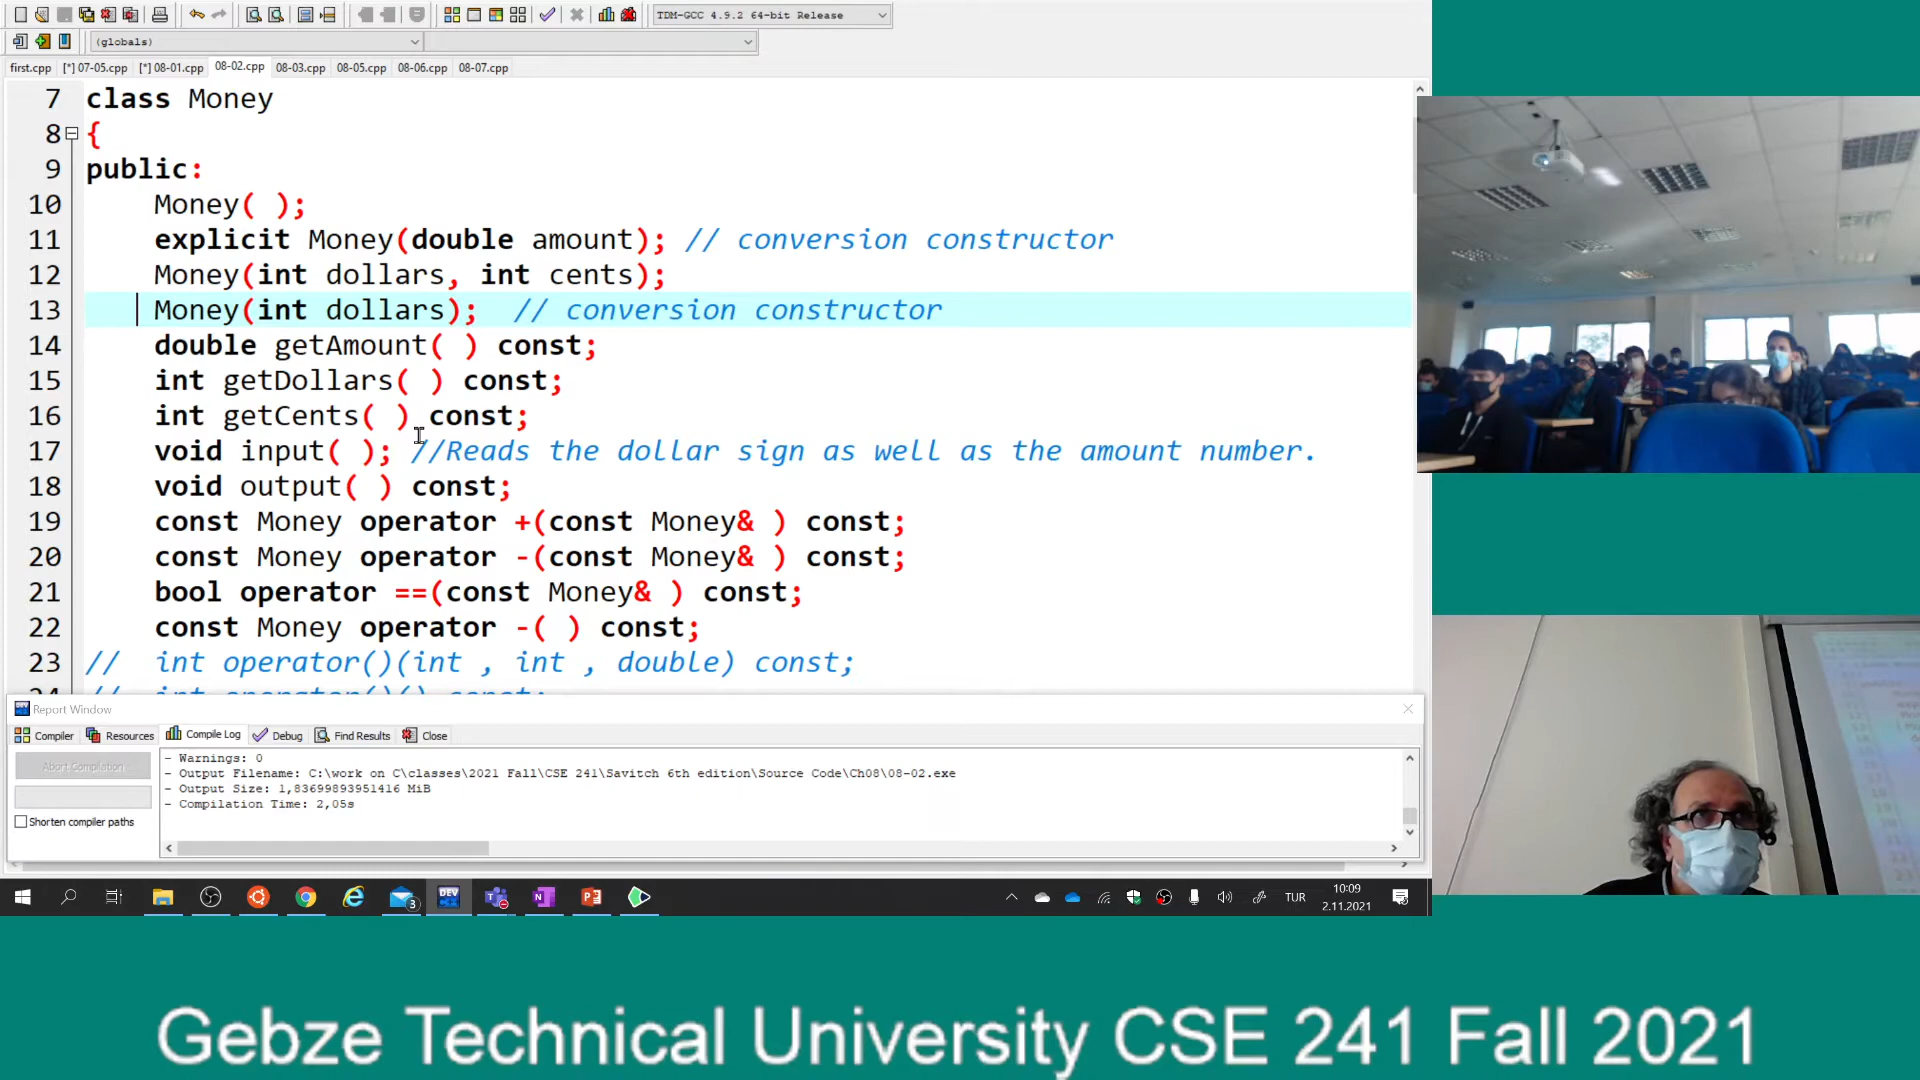 TDM-GCC 4.9.2 64-bit Release
(globals)
first.cpp [*] 07-05.cpp [*] 08-01.cpp 08-02.cpp 08-03.cpp 08-05.cpp 08-06.cpp 08-07.cpp
7 class Money
8 {
9 public:
10 Money( );
11 explicit Money(double amount); // conversion constructor
12 Money(int dollars, int cents);
13 Money(int dollars); // conversion constructor
14 double getAmount( ) const;
15 int getDollars( ) const;
16 int getCents( ) const;
17 void input( ); //Reads the dollar sign as well as the amount number.
18 void output( ) const;
19 const Money operator +(const Money& ) const;
20 const Money operator -(const Money& ) const;
21 bool operator ==(const Money& ) const;
22 const Money operator -( ) const;
23 // int operator()(int , int , double) const;
24 // int operator()() const;
Report Window
Compiler Resources Compile Log Debug Find Results Close
Abort Compilation
Shorten compiler paths
- Warnings: 0
- Output Filename: C:\work on C\classes\2021 Fall\CSE 241\Savitch 6th edition\Source Code\Ch08\08-02.exe
- Output Size: 1,83699893951416 MiB
- Compilation Time: 2,05s
DEV
3
TUR
10:09
2.11.2021
Gebze Technical University CSE 241 Fall 2021